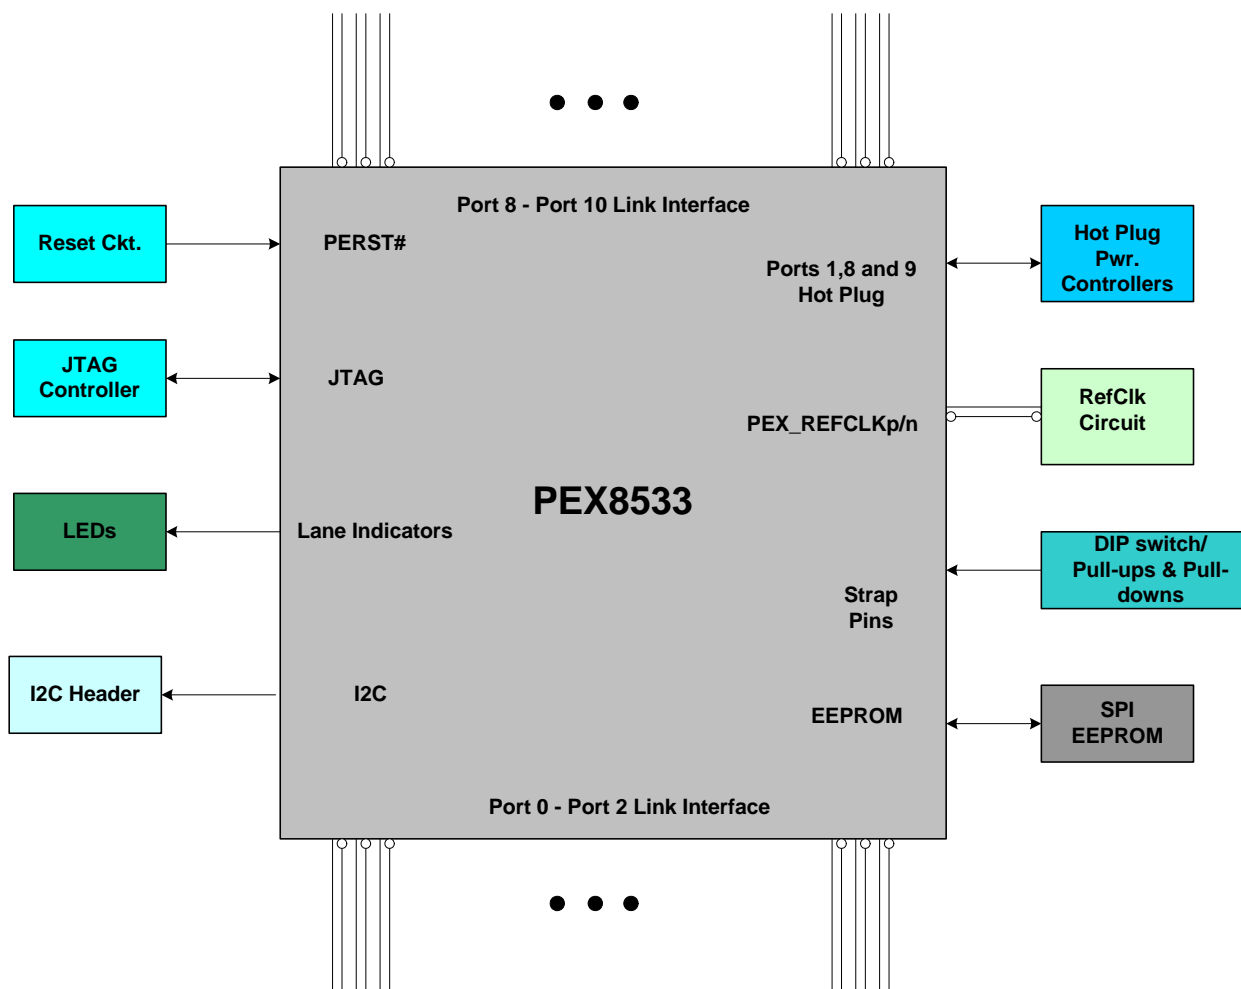 Port 8 - Port 10 Link Interface
Reset Ckt.
PERST#
Ports 1,8 and 9
Hot Plug
Hot Plug
Pwr.
Controllers
JTAG
Controller
JTAG
PEX_REFCLKp/n
RefClk
Circuit
PEX8533
LEDs
Lane Indicators
Strap
Pins
DIP switch/
Pull-ups & Pull-
downs
I2C Header
I2C
EEPROM
SPI
EEPROM
Port 0 - Port 2 Link Interface